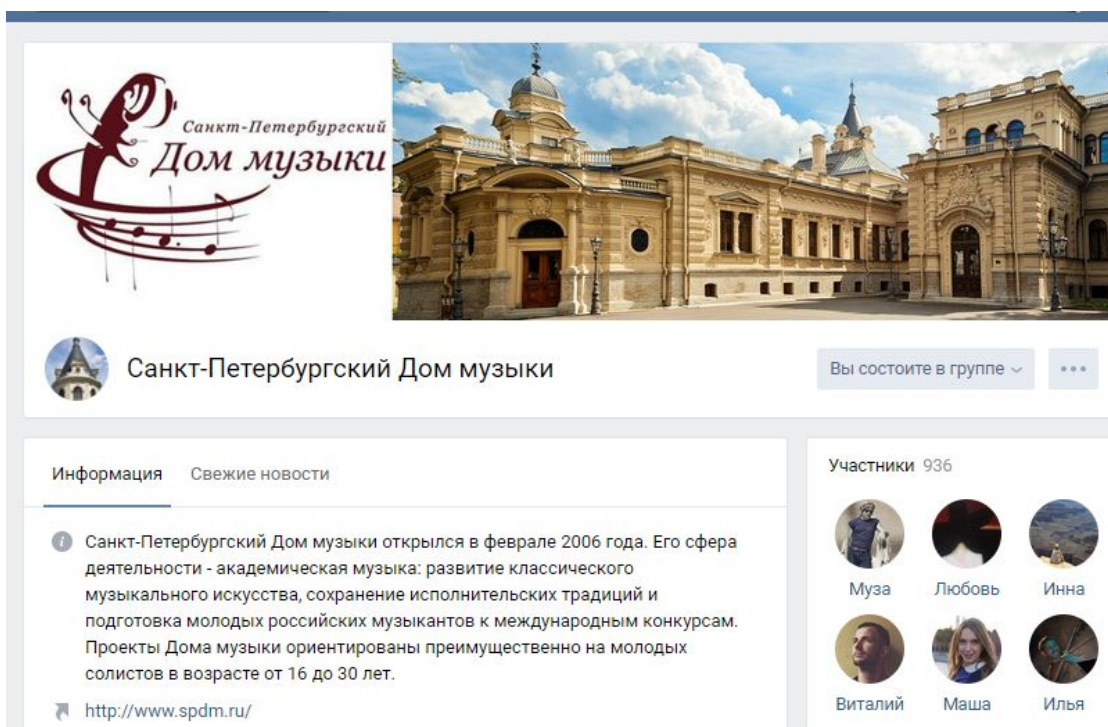 Санкт-Петербургский
Дом музыки
Санкт-Петербургский Дом музыки
Вы состоите в группе
Информация Свежие новости
Санкт-Петербургский Дом музыки открылся в феврале 2006 года. Его сфера
деятельности - академическая музыка: развитие классического
музыкального искусства, сохранение исполнительских традиций и
подготовка молодых российских музыкантов к международным конкурсам.
Проекты Дома музыки ориентированы преимущественно на молодых
солистов в возрасте от 16 до 30 лет.
http://www.spdm.ru/
Участники 936
Муза Любовь Инна
Виталий Маша Илья